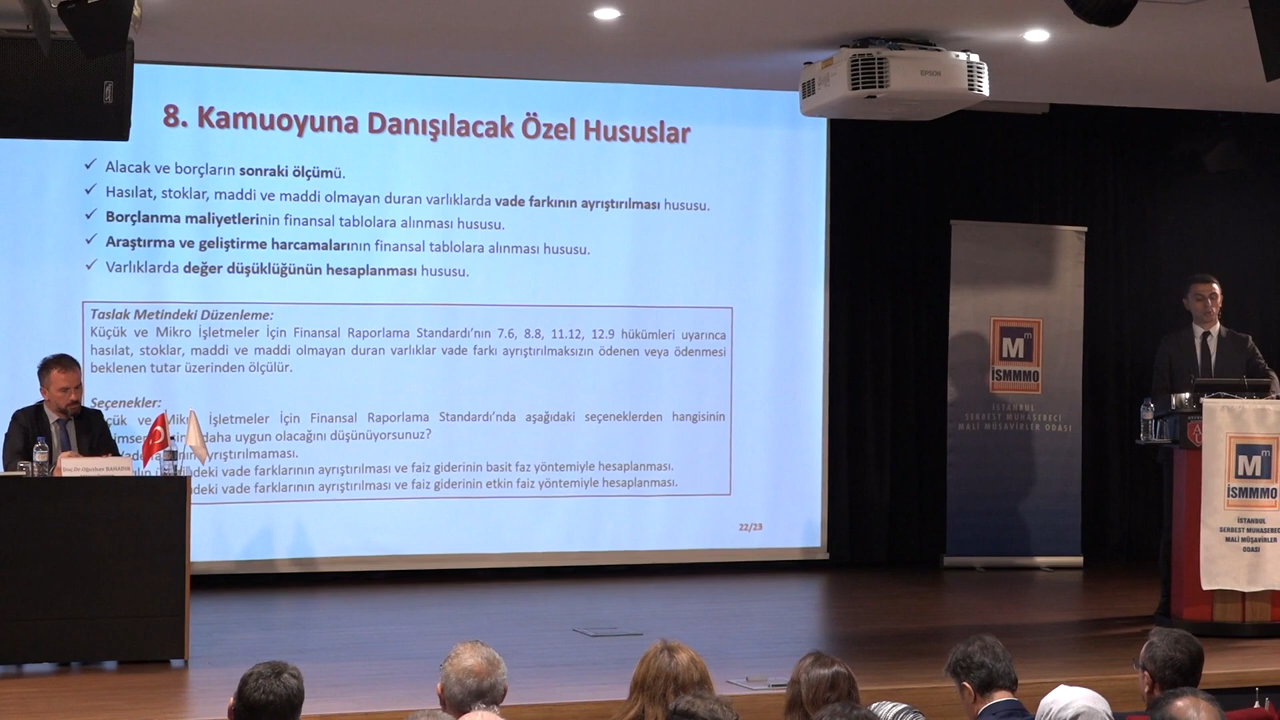 EPSON
8. Kamuoyuna Danışılacak Özel Hususlar
✓ Alacak ve borçların sonraki ölçümü.
✓ Hasılat, stoklar, maddi ve maddi olmayan duran varlıklarda vade farkının ayrıştırılması hususu.
✓ Borçlanma maliyetlerinin finansal tablolara alınması hususu.
✓ Araştırma ve geliştirme harcamalarının finansal tablolara alınması hususu.
✓ Varlıklarda değer düşüklüğünün hesaplanması hususu.
Taslak Metindeki Düzenleme:
Küçük ve Mikro İşletmeler İçin Finansal Raporlama Standardı'nın 7.6, 8.8, 11.12, 12.9 hükümleri uyarınca
hasılat, stoklar, maddi ve maddi olmayan duran varlıklar vade farkı ayrıştırılmaksızın ödenen veya ödenmesi
beklenen tutar üzerinden ölçülür.
Seçenekler:
ve Mikro İşletmeler İçin Finansal Raporlama Standardı'nda aşağıdaki seçeneklerden hangisinin
daha uygun olacağını düşünüyorsunuz?
ayrıştırılmaması.
vade farklarının ayrıştırılması ve faiz giderinin basit faz yöntemiyle hesaplanması.
vade farklarının ayrıştırılması ve faiz giderinin etkin faiz yöntemiyle hesaplanması.
22/23
Mm
İSMMMO
İSTANBUL
SERBEST MUHASEBECİ
MALİ MÜŞAVİRLER ODASI
Mm
İSMMMO
İSTANBUL
SERBEST MUHASEBECİ
MALİ MÜŞAVİRLER
ODASI